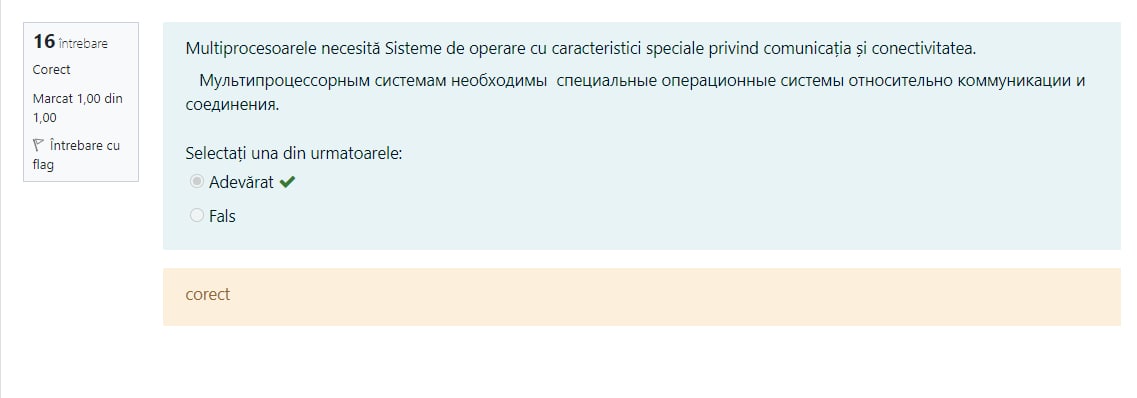 16 întrebare
Corect
Marcat 1,00 din
1,00
Întrebare cu
flag
Multiprocesoarele necesită Sisteme de operare cu caracteristici speciale privind comunicația și conectivitatea.
Мультипроцессорным системам необходимы специальные операционные системы относительно коммуникации и
соединения.
Selectați una din urmatoarele:
Adevărat
Fals
corect